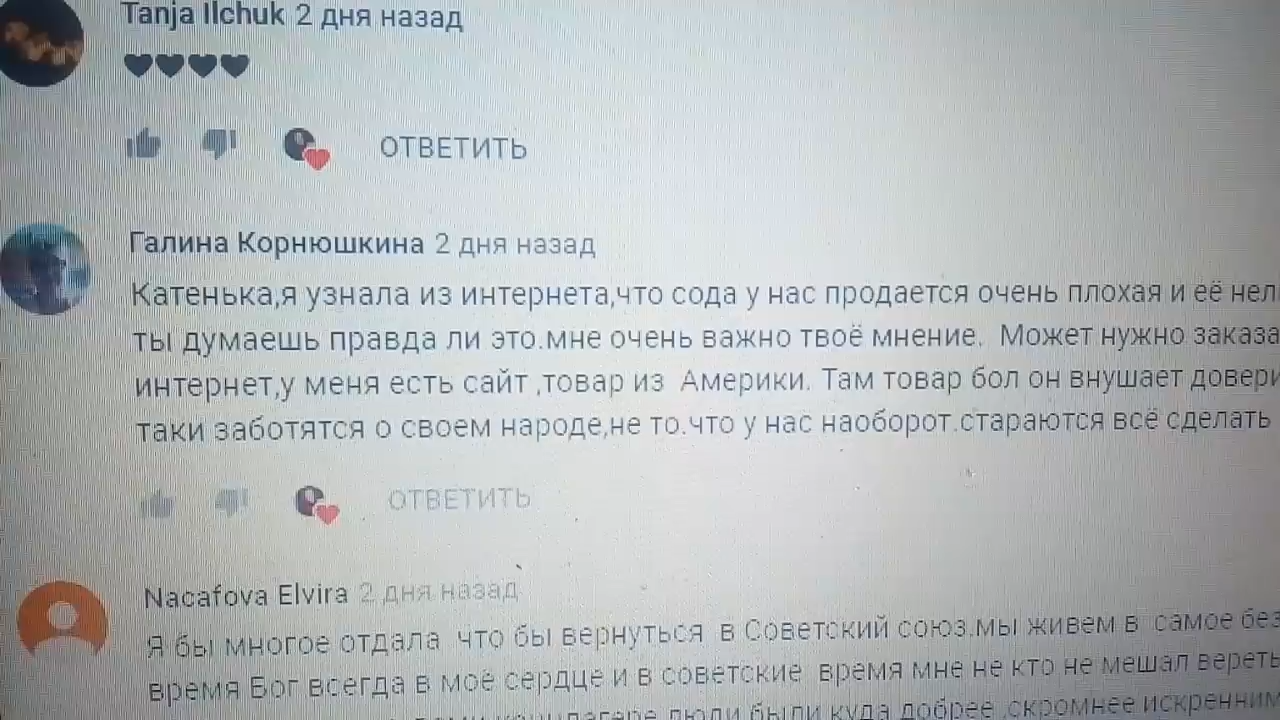 Tanja Ilchuk 2 дня назад
🖤🖤🖤🖤
ОТВЕТИТЬ
Галина Корнюшкина 2 дня назад
Катенька,я узнала из интернета,что сода у нас продается очень плохая и её нел
ты думаешь правда ли это.мне очень важно твоё мнение. Может нужно заказа
интернет,у меня есть сайт ,товар из Америки. Там товар бол он внушает довери
таки заботятся о своем народе,не то.что у нас наоборот.стараются всё сделать
ОТВЕТИТЬ
Nacafova Elvira 2 дня назад
Я бы многое отдала что бы вернуться в Советский союз.мы живем в самое без
время Бог всегда в моё сердце и в советские время мне не кто не мешал вереть
люди были куда добрее ,скромнее искренним